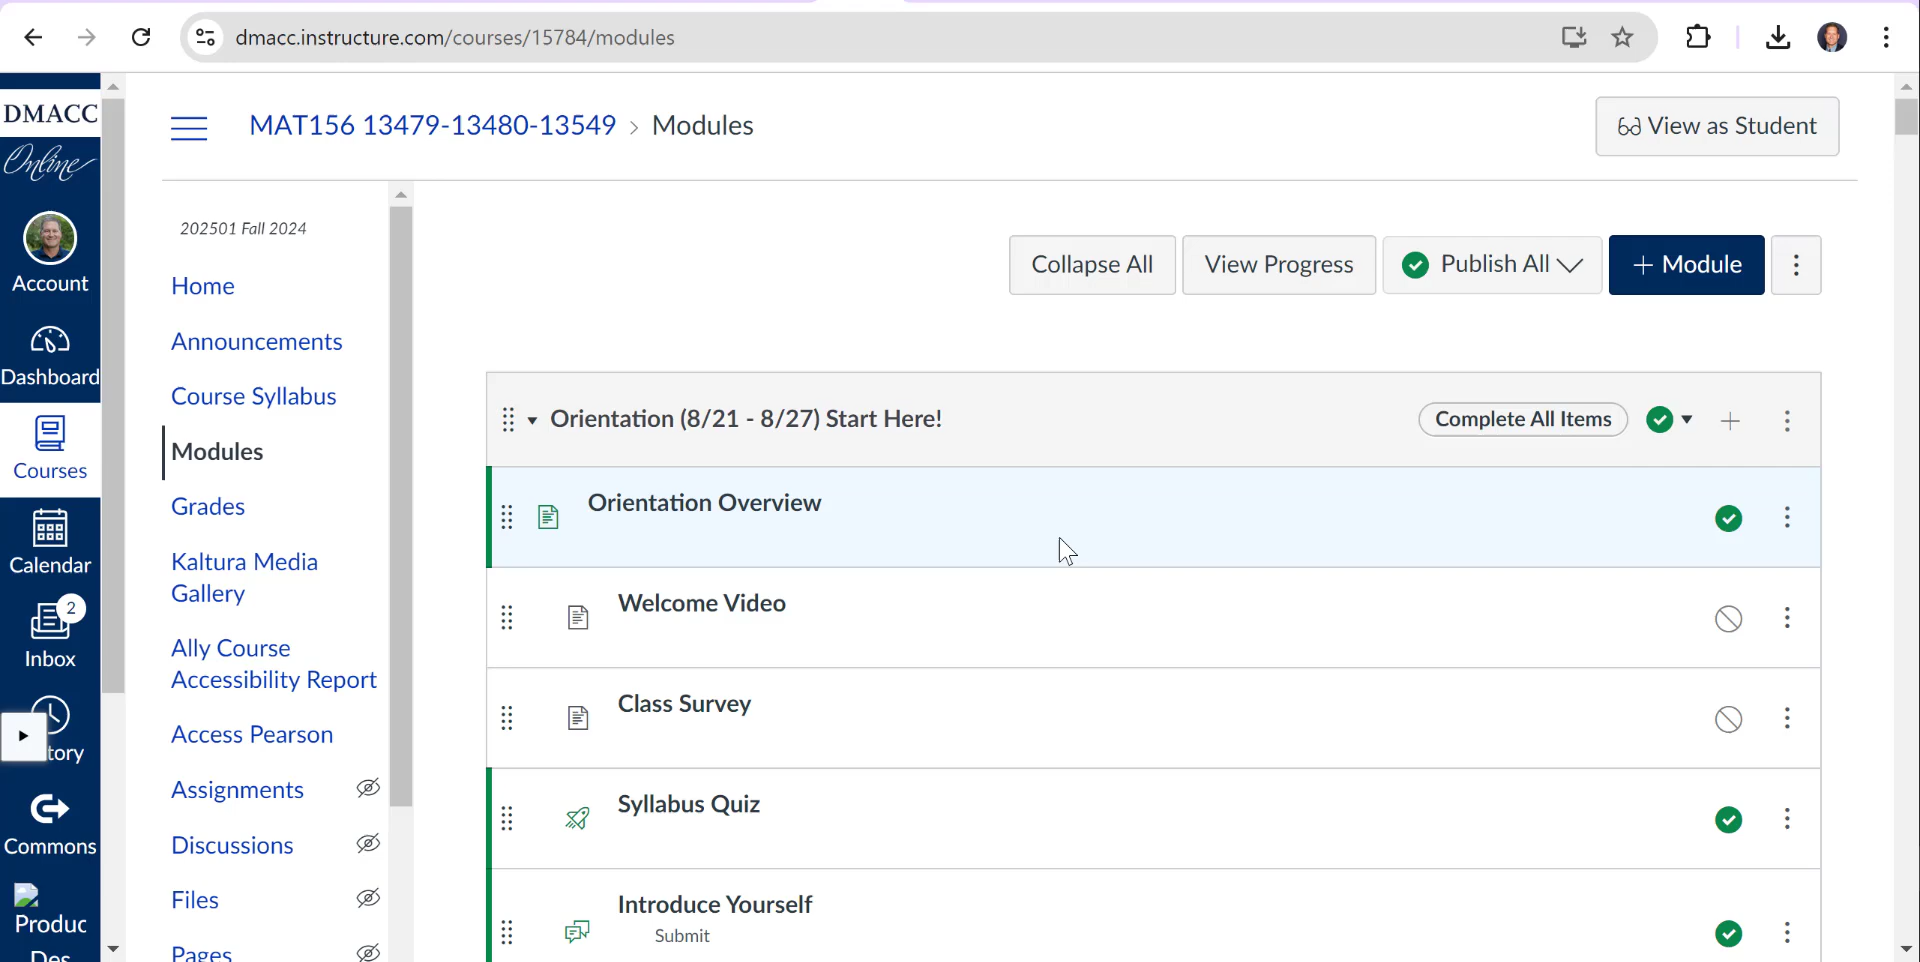 dmacc.instructure.com/courses/15784/modules
DMACC
Online
Account
Dashboard
Courses
Calendar
2
Inbox
tory
Commons
Produc
Des
MAT156 13479-13480-13549 > Modules
View as Student
202501 Fall 2024
Home
Announcements
Course Syllabus
Modules
Grades
Kaltura Media
Gallery
Ally Course
Accessibility Report
Access Pearson
Assignments
Discussions
Files
Pages
Collapse All
View Progress
Publish All
+ Module
Orientation (8/21 - 8/27) Start Here!
Complete All Items
Orientation Overview
Welcome Video
Class Survey
Syllabus Quiz
Introduce Yourself
Submit